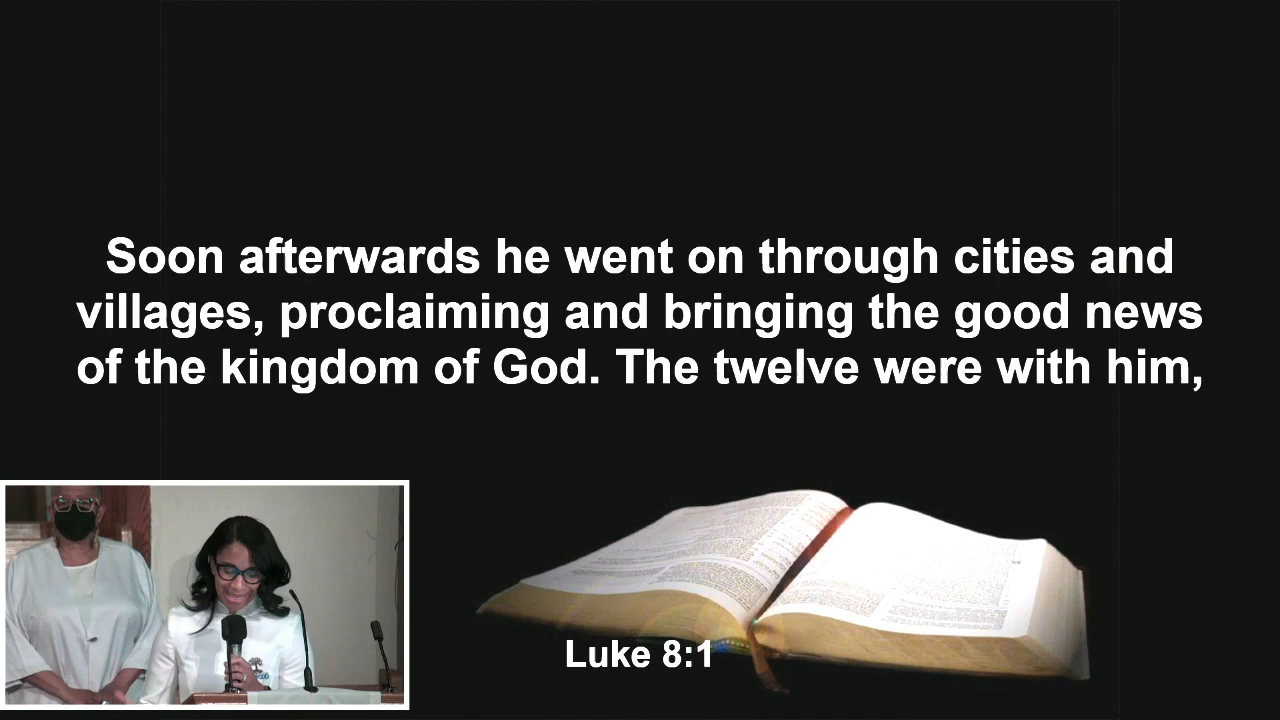 Soon afterwards he went on through cities and
villages, proclaiming and bringing the good news
of the kingdom of God. The twelve were with him,
Luke 8:1